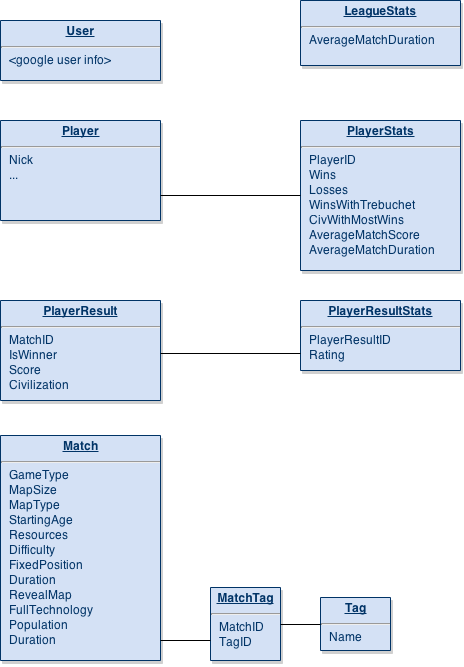 User
<google user info>
LeagueStats
AverageMatchDuration
Player
Nick
...
PlayerStats
PlayerID
Wins
Losses
WinsWithTrebuchet
CivWithMostWins
AverageMatchScore
AverageMatchDuration
PlayerResult
MatchID
IsWinner
Score
Civilization
PlayerResultStats
PlayerResultID
Rating
Match
GameType
MapSize
MapType
StartingAge
Resources
Difficulty
FixedPosition
Duration
RevealMap
FullTechnology
Population
Duration
MatchTag
MatchID
TagID
Tag
Name